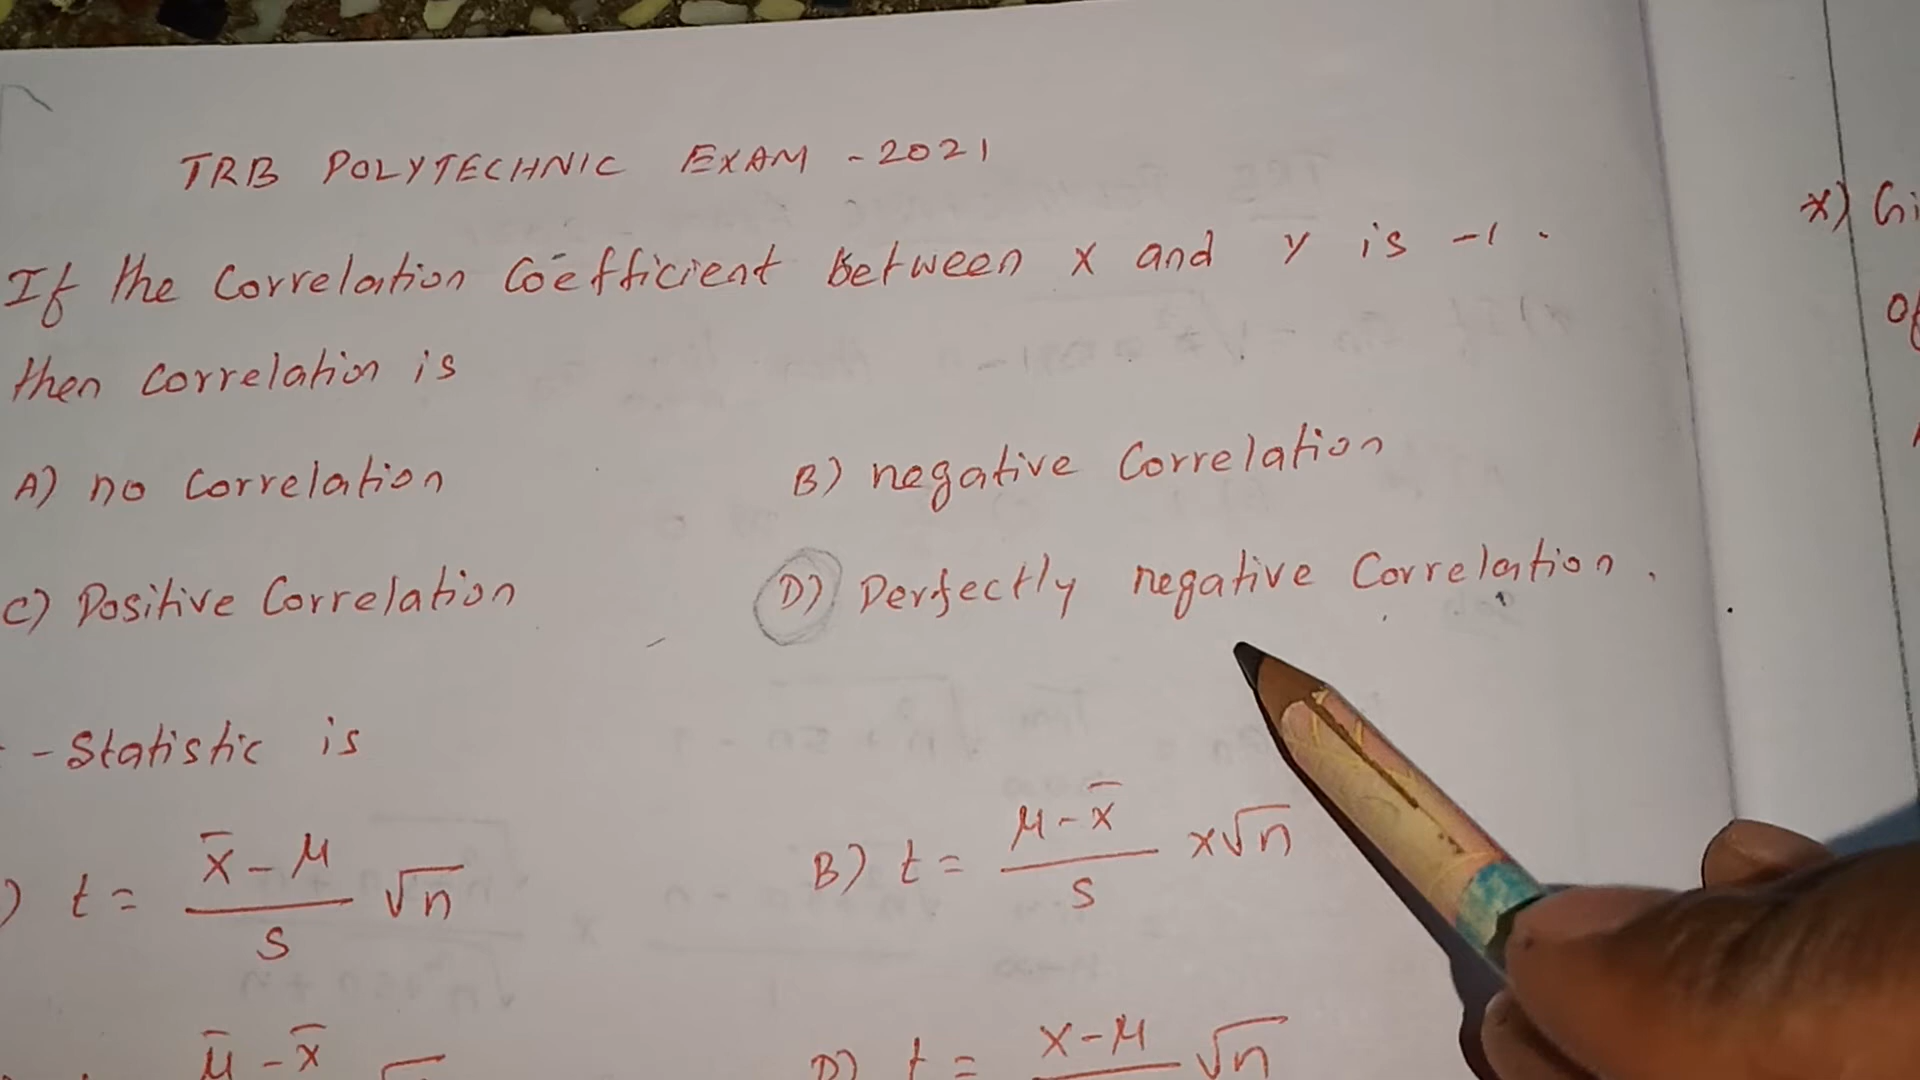 TRB POLYTECHNIC EXAM - 2021
If the Correlation Coefficient between x and y is -1.
then correlation is
A) no Correlation B) negative Correlation
C) Positive Correlation D) Perfectly negative Correlation.
-Statistic is
) t = x̄ - μ / s √n B) t = μ - x̄ / s x√n
μ̄ - x̄ D) t = x - μ √n
x) Gi